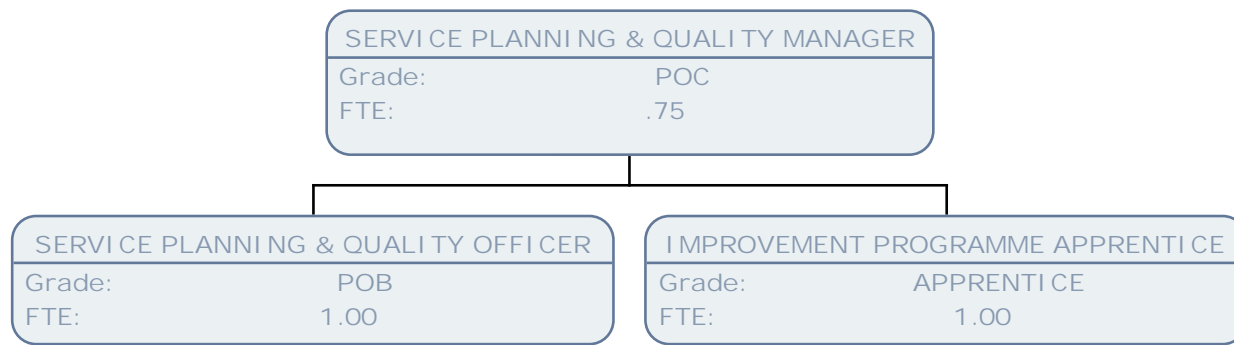 SERVICE PLANNING & QUALITY MANAGER
Grade: POC
FTE: .75
SERVICE PLANNING & QUALITY OFFICER
Grade: POB
FTE: 1.00
IMPROVEMENT PROGRAMME APPRENTICE
Grade: APPRENTICE
FTE: 1.00